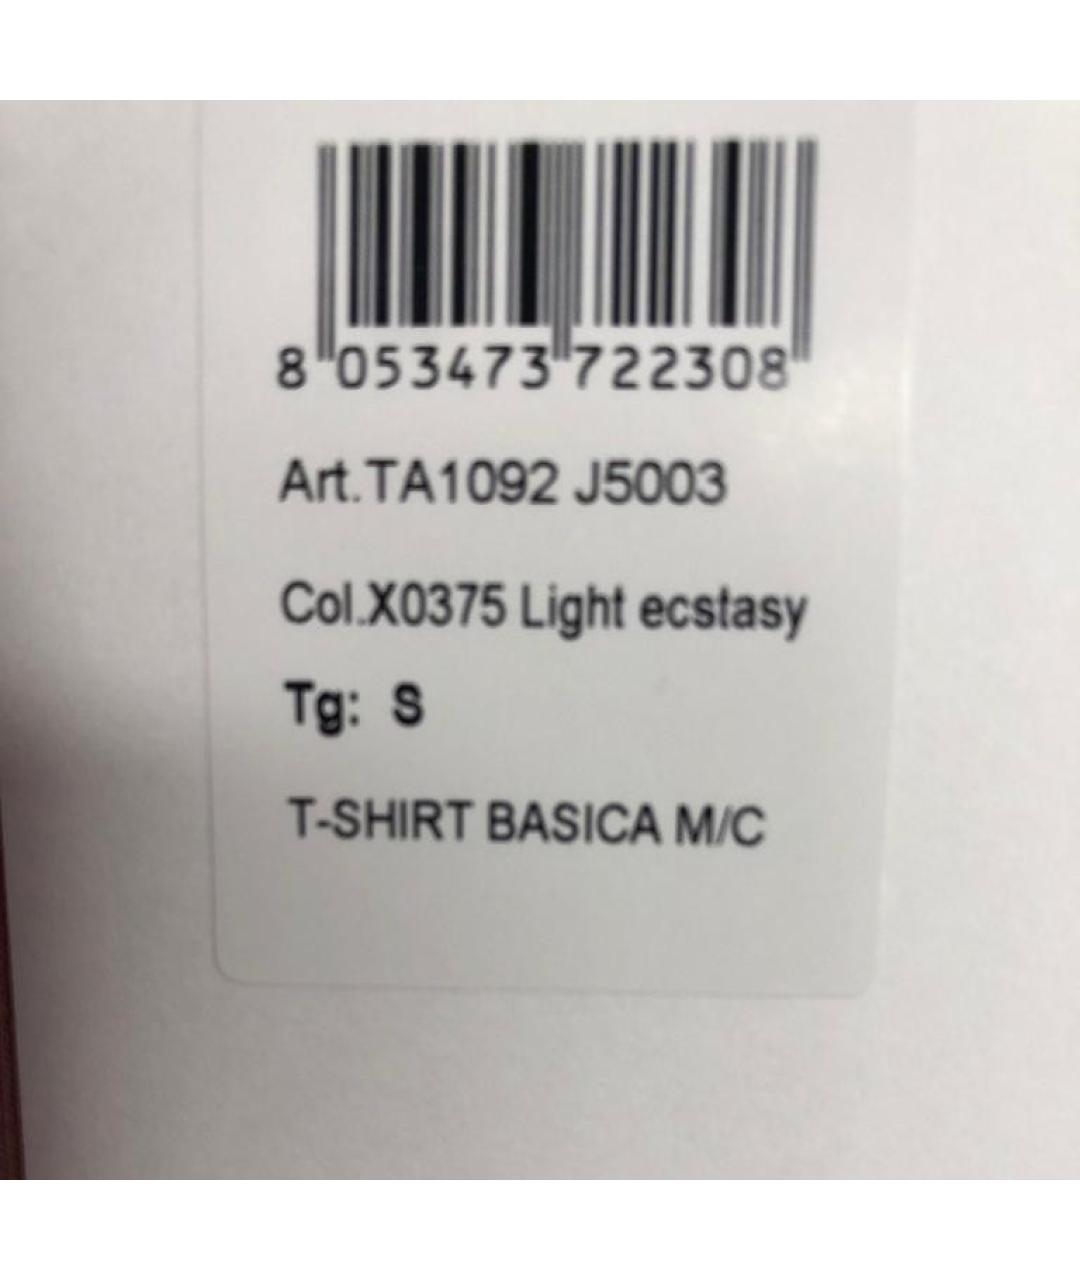 8 053473 722308
Art.TA1092 J5003
Col.X0375 Light ecstasy
Tg: S
T-SHIRT BASICA M/C